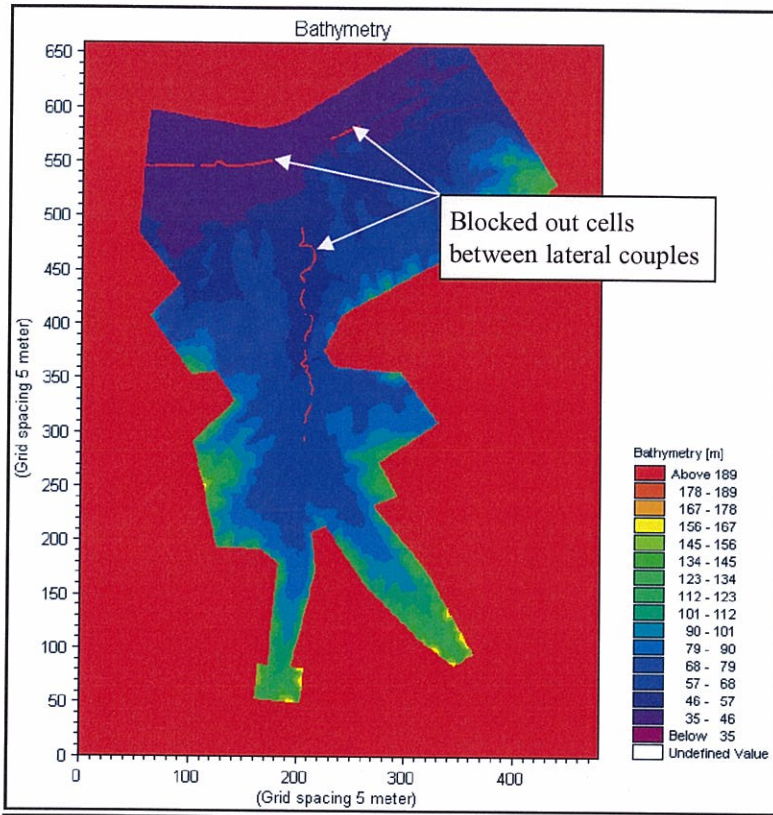 Bathymetry
650
600
550
500
450
400
350
300
250
200
150
100
50
0
(Grid spacing 5 meter)
0
100
200
300
400
(Grid spacing 5 meter)
Blocked out cells
between lateral couples
Bathymetry [m]
Above 189
178 - 189
167 - 178
156 - 167
145 - 156
134 - 145
123 - 134
112 - 123
101 - 112
90 - 101
79 - 90
68 - 79
57 - 68
46 - 57
35 - 46
Below 35
Undefined Value